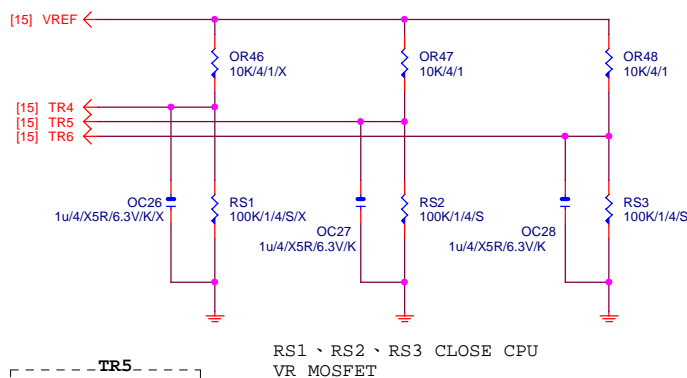 [15] VREF
OR46
10K/4/1/X
OR47
10K/4/1
OR48
10K/4/1
[15] TR4
[15] TR5
[15] TR6
OC26
1u/4/X5R/6.3V/K/X
RS1
100K/1/4/S/X
OC27
1u/4/X5R/6.3V/K
RS2
100K/1/4/S
OC28
1u/4/X5R/6.3V/K
RS3
100K/1/4/S
RS1、RS2、RS3 CLOSE CPU
VR MOSFET
TR5